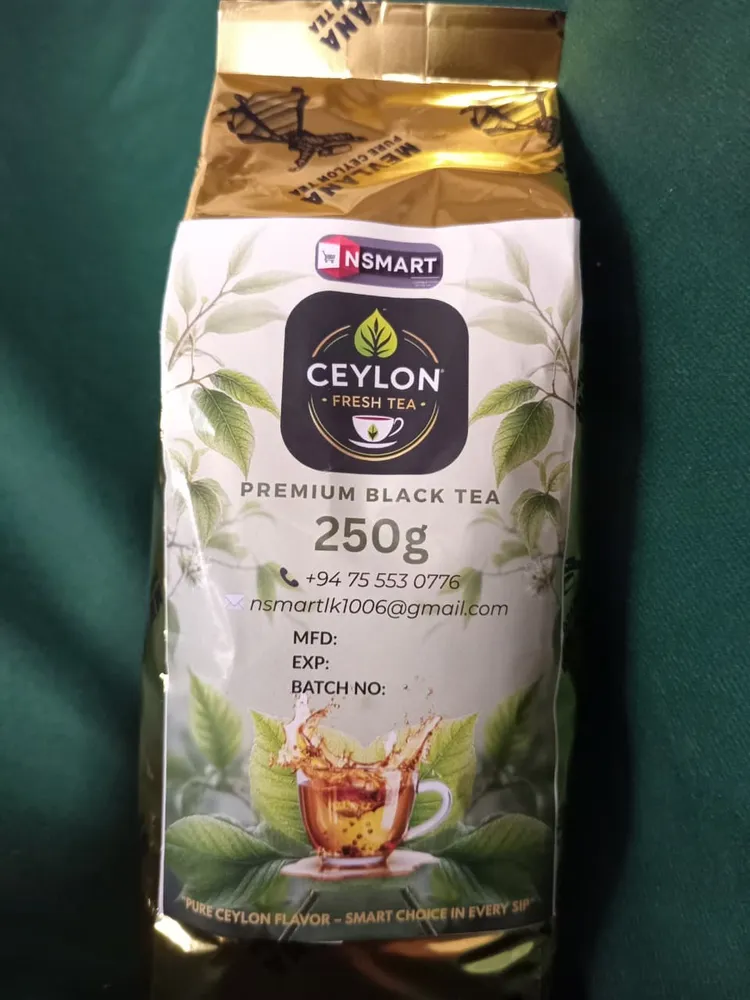 MEVLANA
PURE CEYLON TEA
NSMART
CEYLON
• FRESH TEA •
PREMIUM BLACK TEA
250g
+94 75 553 0776
nsmartlk1006@gmail.com
MFD:
EXP:
BATCH NO:
"PURE CEYLON FLAVOR – SMART CHOICE IN EVERY SIP"